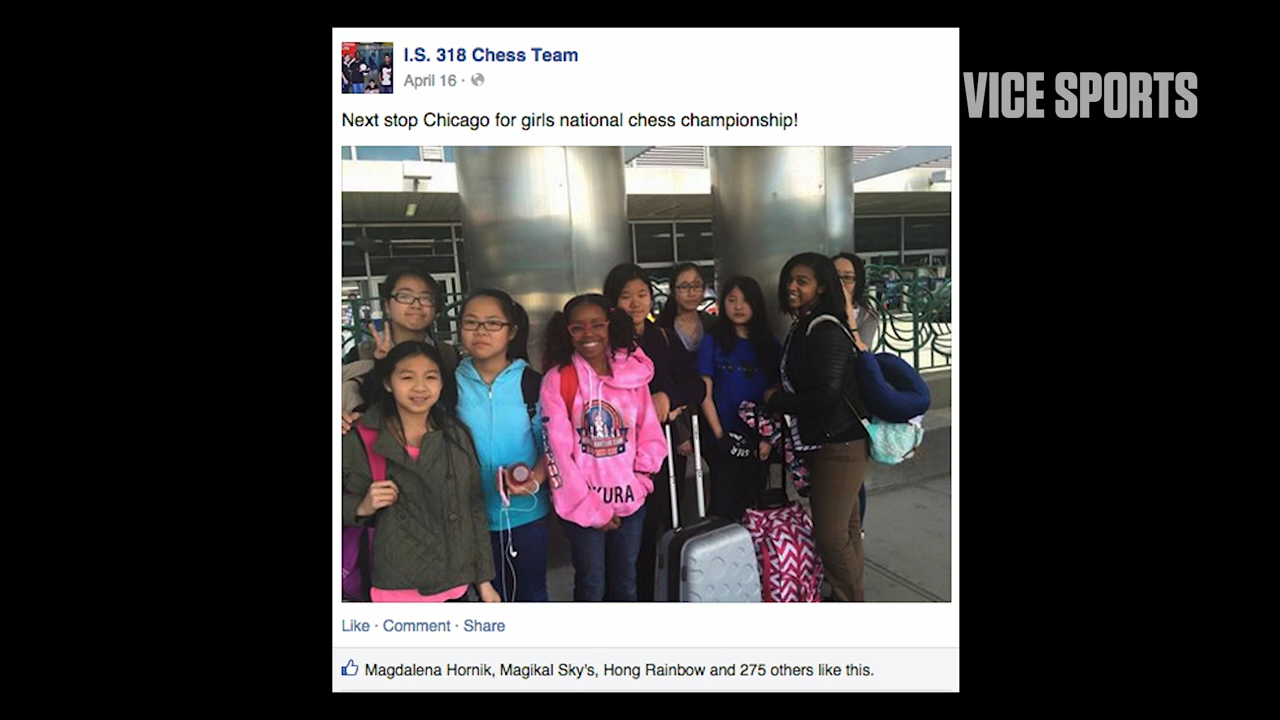 I.S. 318 Chess Team
April 16 ·
VICE SPORTS
Next stop Chicago for girls national chess championship!
KURA
Like · Comment · Share
Magdalena Hornik, Magikal Sky's, Hong Rainbow and 275 others like this.